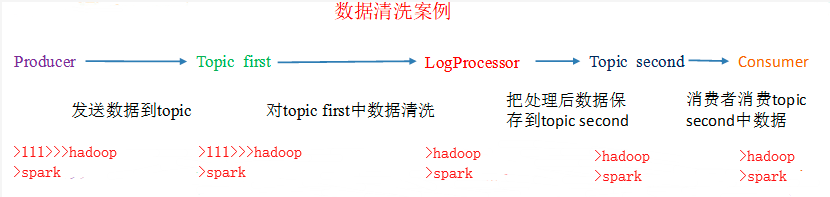 数据清洗案例
Producer
Topic first
LogProcessor
Topic second
Consumer
发送数据到topic
对topic first中数据清洗
把处理后数据保
存到topic second
消费者消费topic
second中数据
>111>>>hadoop
>spark
>111>>>hadoop
>spark
>hadoop
>spark
>hadoop
>spark
>hadoop
>spark